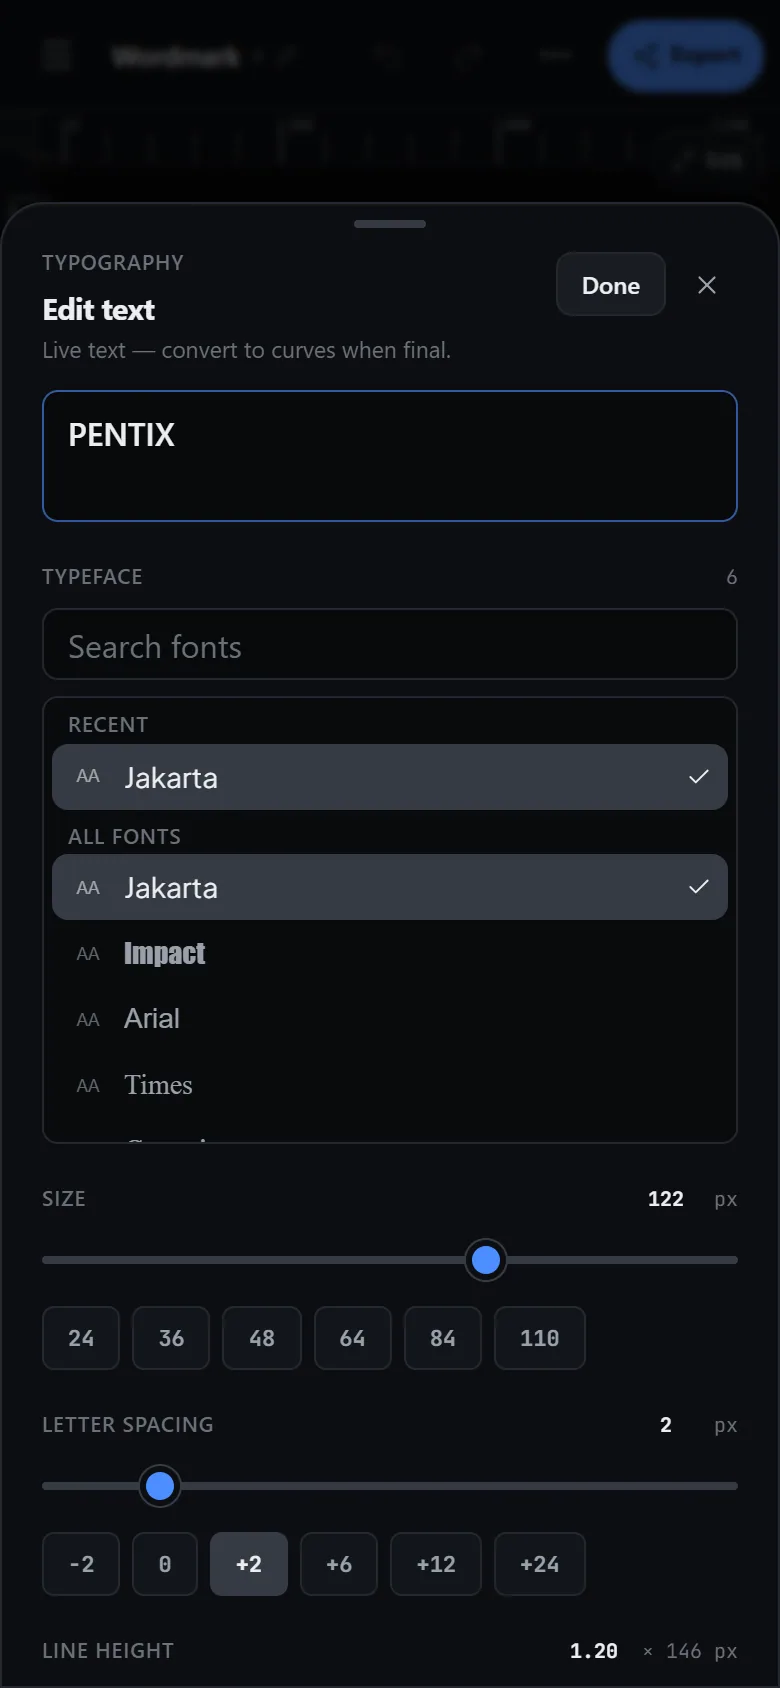 Wordmark
Export
TYPOGRAPHY
Done
Edit text
Live text — convert to curves when final.
PENTIX
TYPEFACE 6
Search fonts
RECENT
AA Jakarta
ALL FONTS
AA Jakarta
AA Impact
AA Arial
AA Times
SIZE 122 px
24 36 48 64 84 110
LETTER SPACING 2 px
-2 0 +2 +6 +12 +24
LINE HEIGHT 1.20 × 146 px